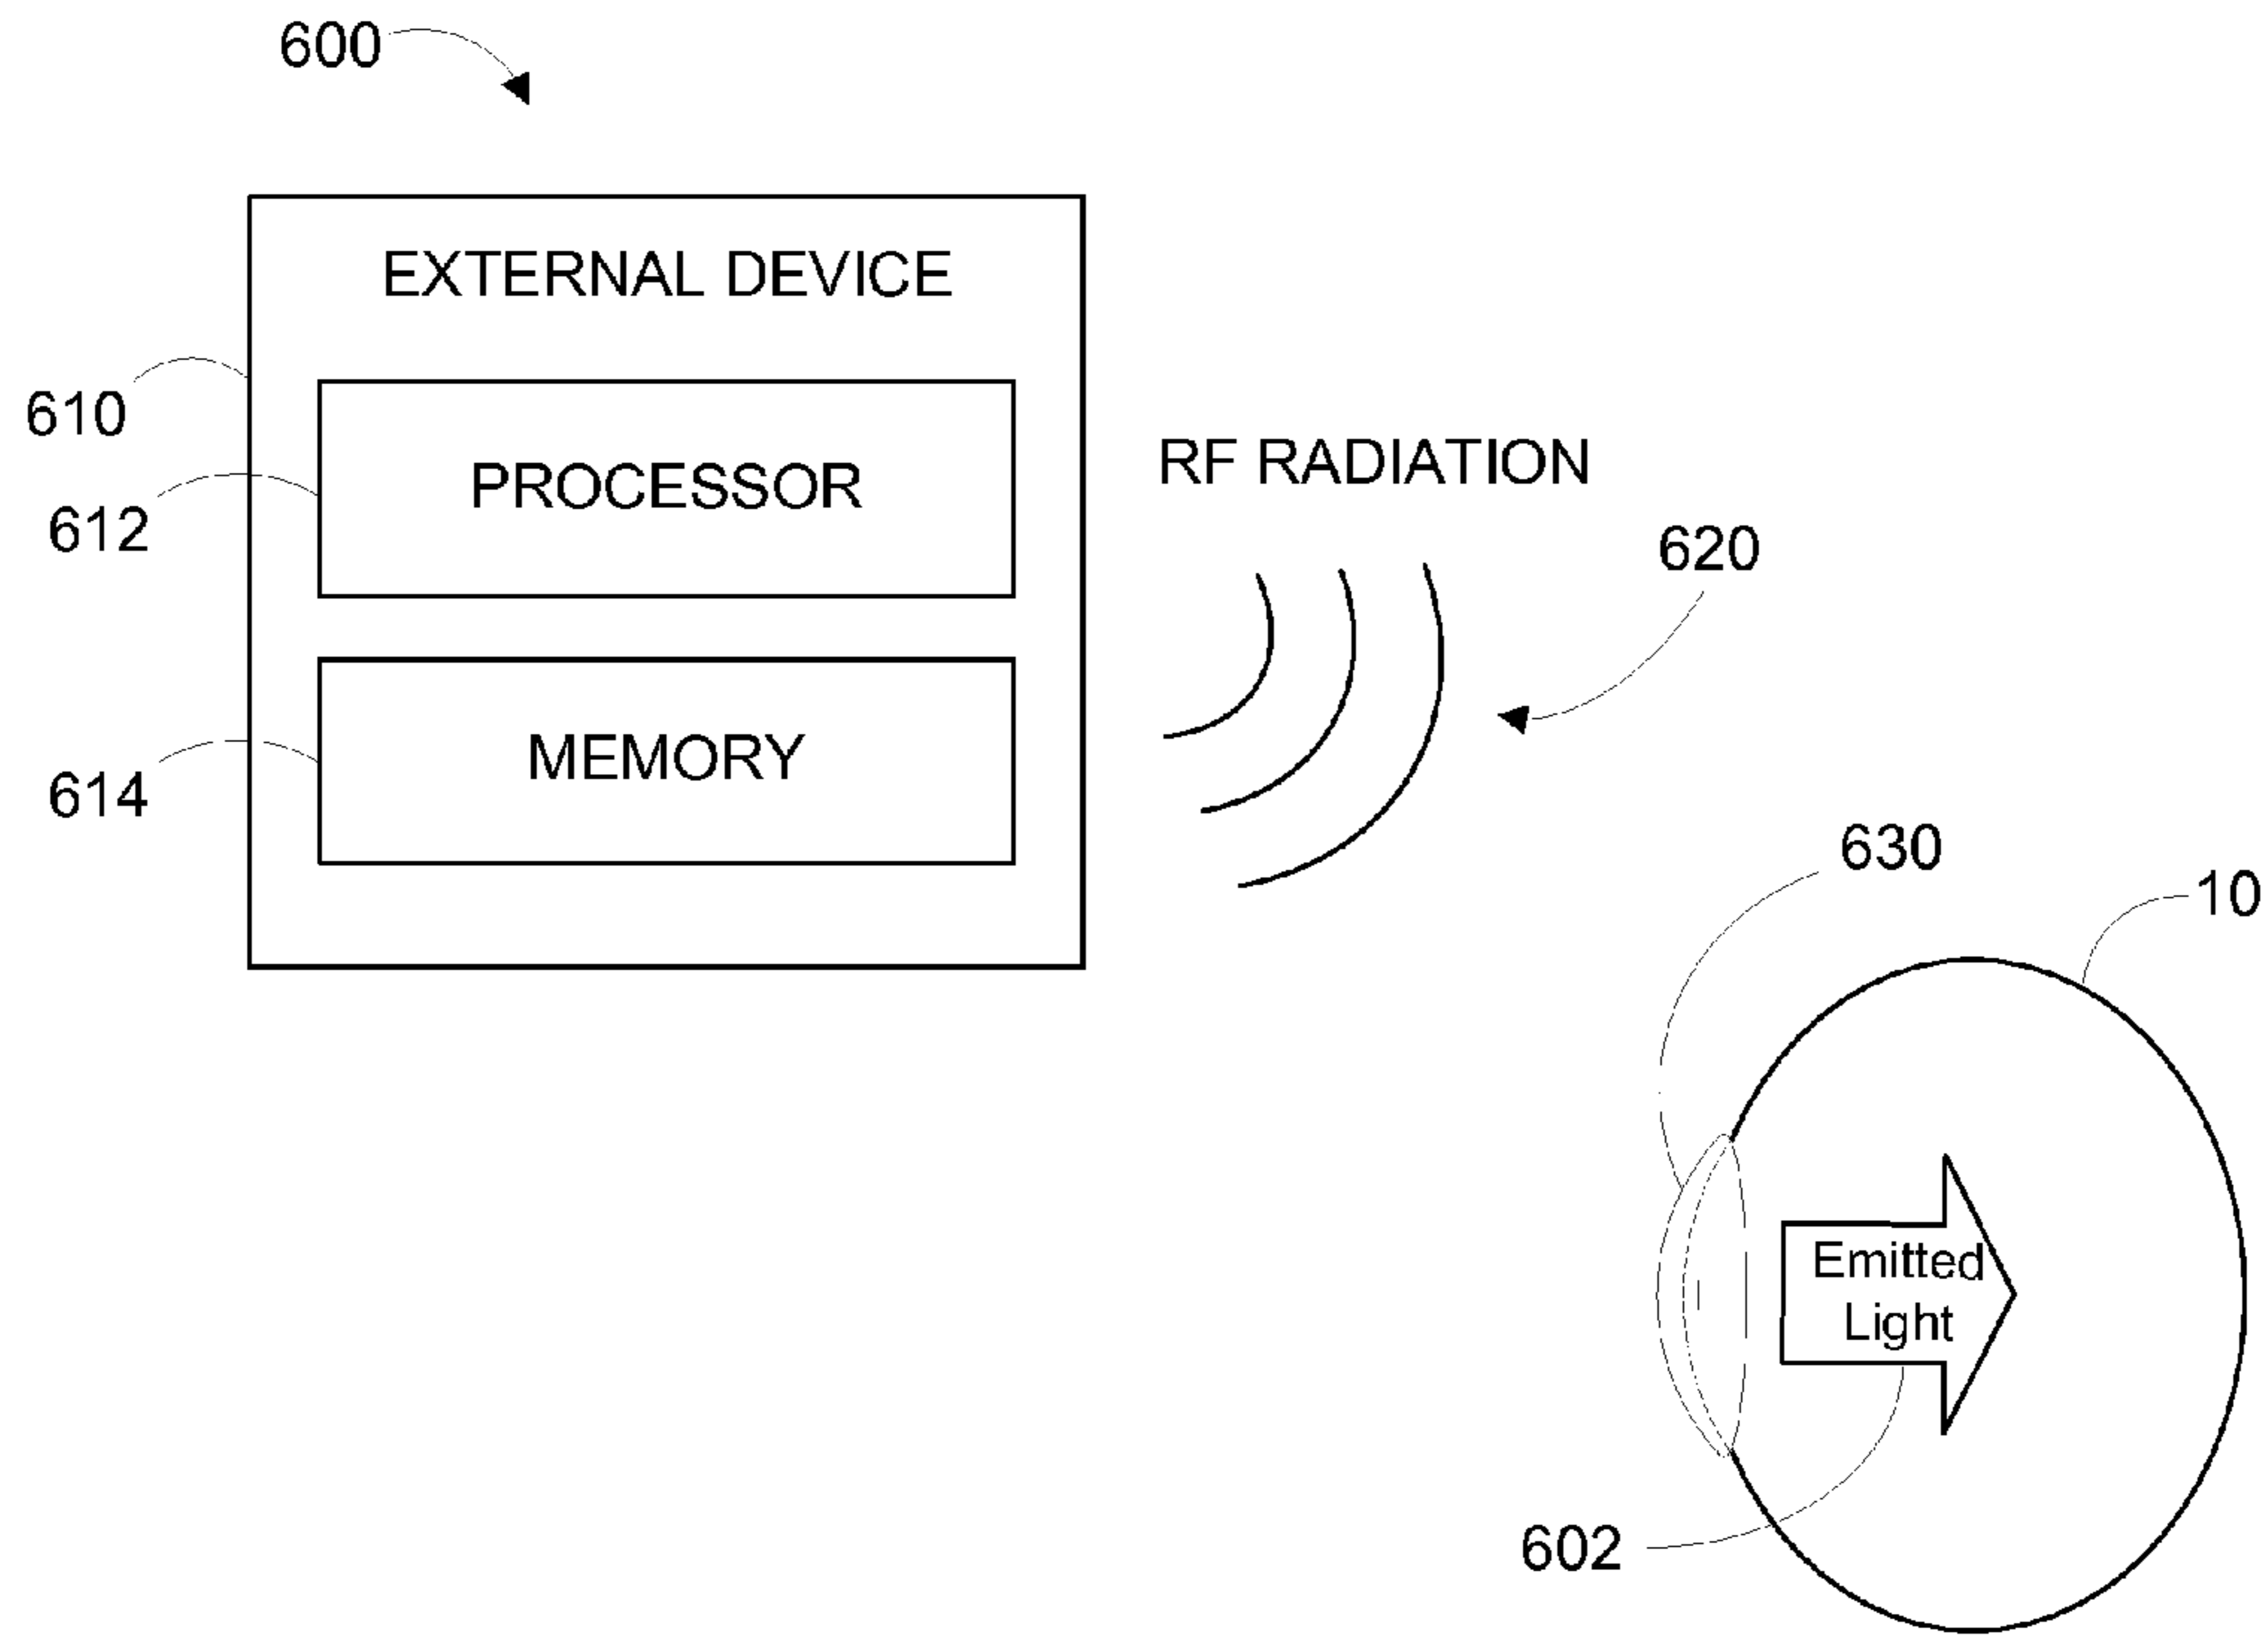 600
EXTERNAL DEVICE
610
PROCESSOR
612
RF RADIATION
620
MEMORY
614
630
10
Emitted
Light
602